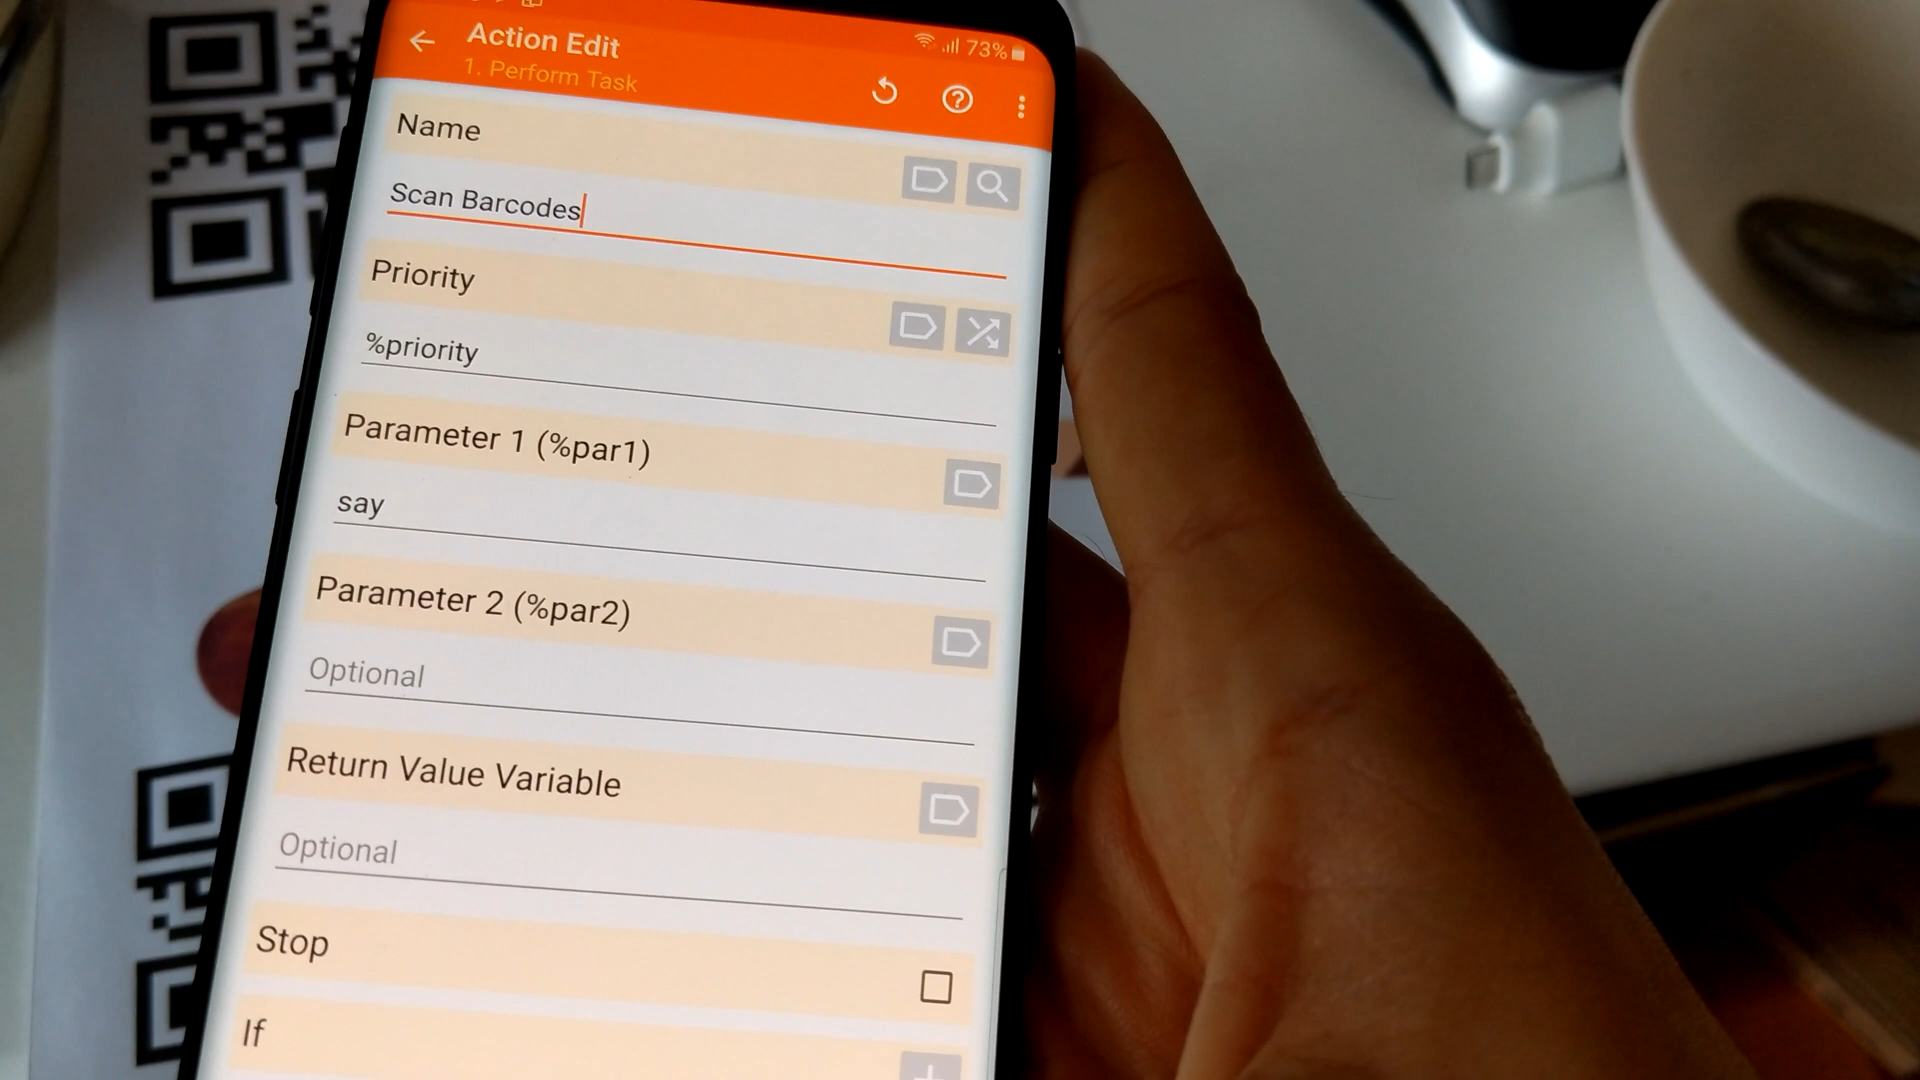 Action Edit
73%
1. Perform Task
Name
Scan Barcodes
Priority
%priority
Parameter 1 (%par1)
say
Parameter 2 (%par2)
Optional
Return Value Variable
Optional
Stop
If